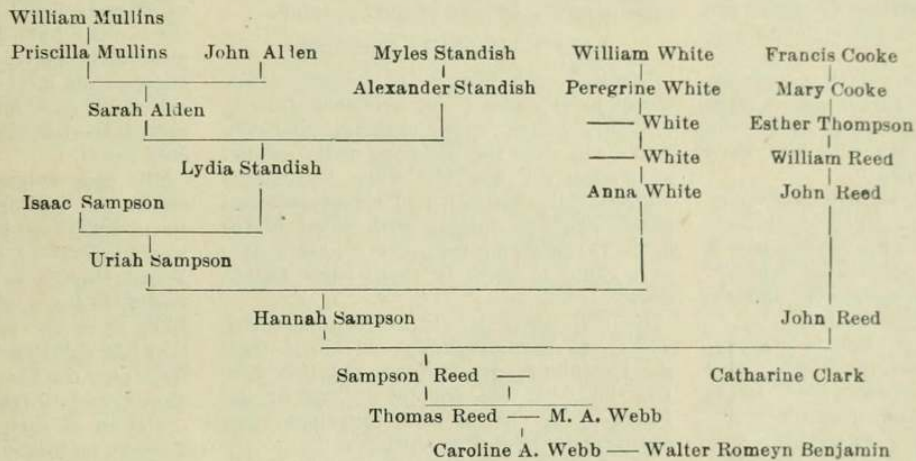 William Mullins
Priscilla Mullins John Alden Myles Standish William White Francis Cooke
Sarah Alden Alexander Standish Peregrine White Mary Cooke
—— White Esther Thompson
Lydia Standish —— White William Reed
Isaac Sampson Anna White John Reed
Uriah Sampson
Hannah Sampson John Reed
Sampson Reed —— Catharine Clark
Thomas Reed —— M. A. Webb
Caroline A. Webb —— Walter Romeyn Benjamin